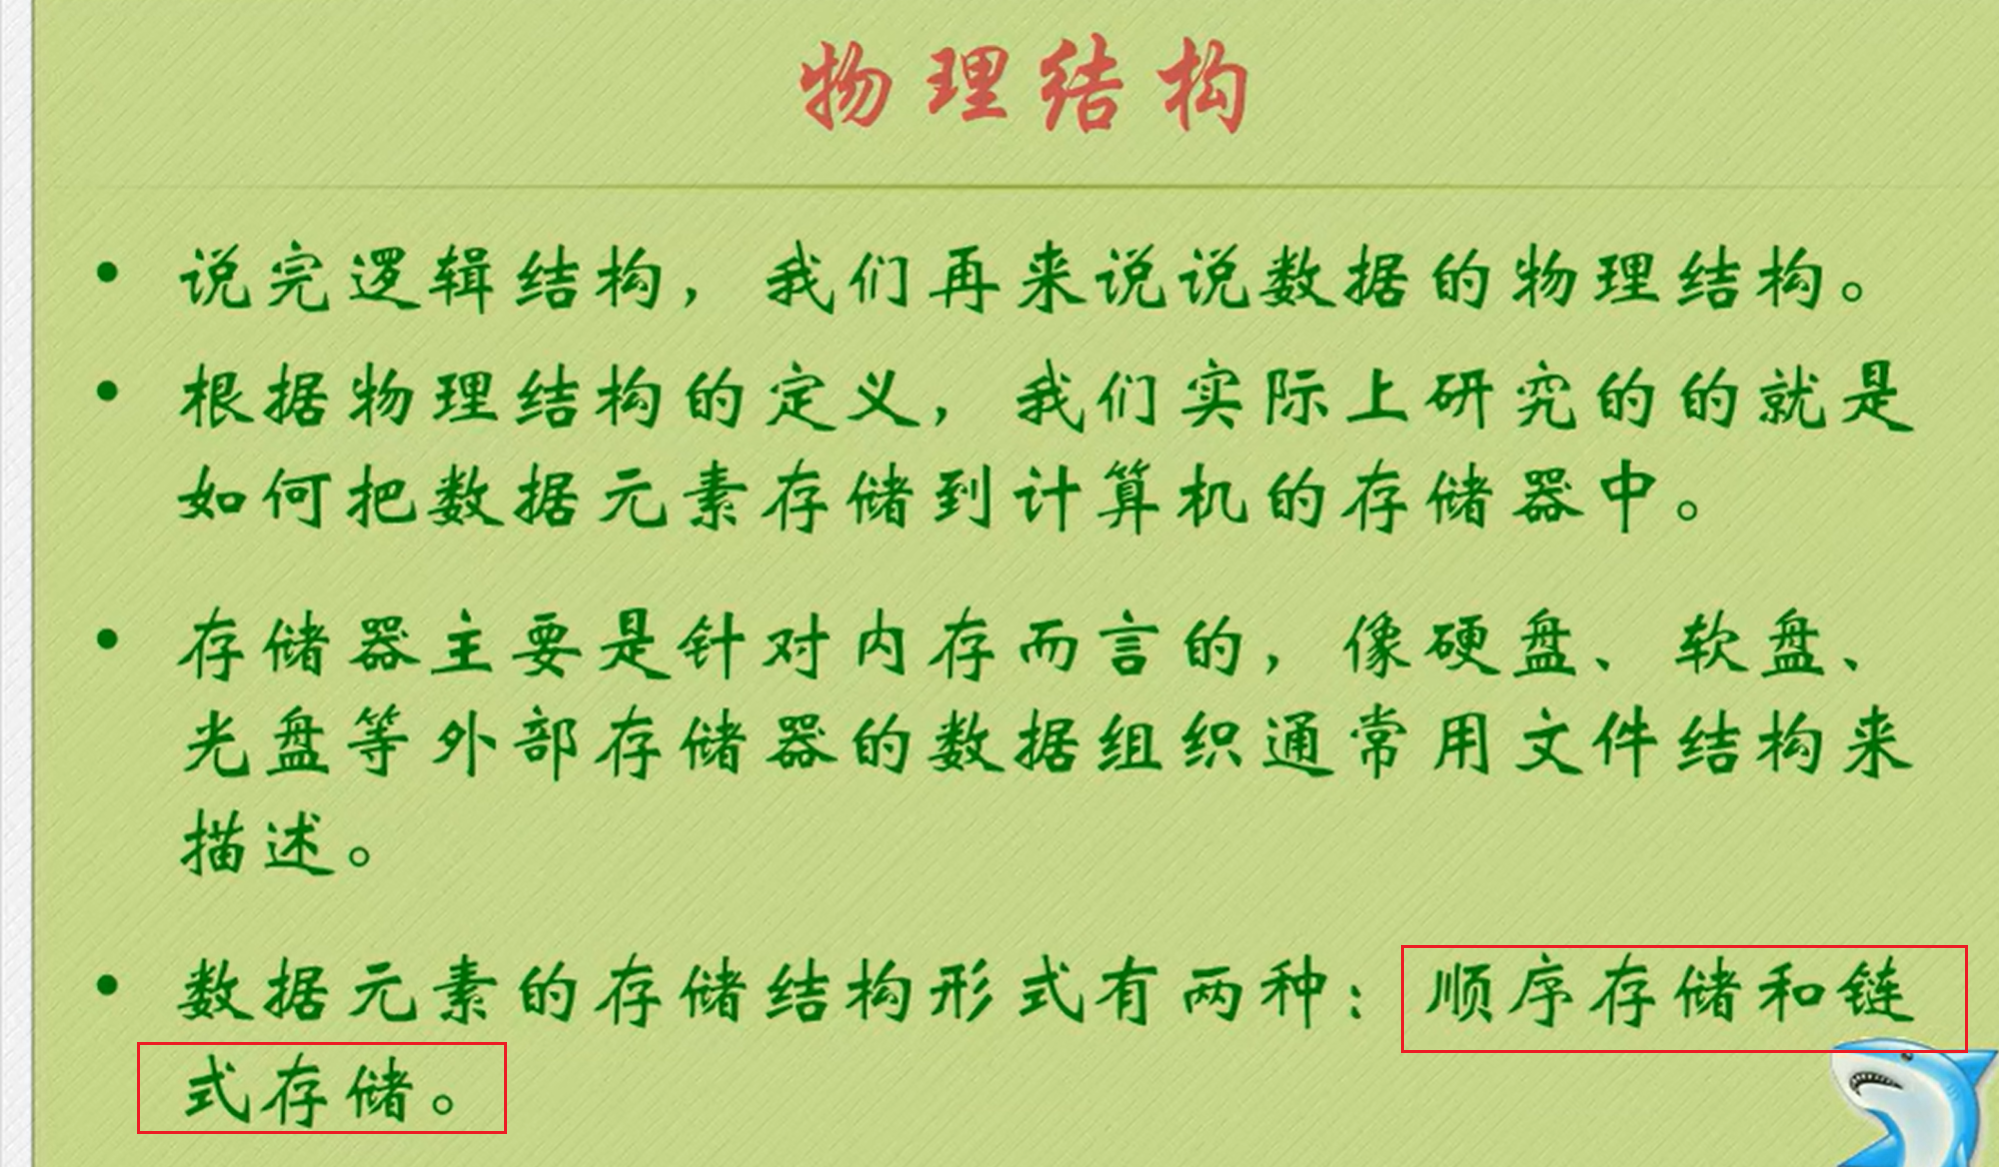 物理结构
• 说完逻辑结构，我们再来说说数据的物理结构。
• 根据物理结构的定义，我们实际上研究的的就是
如何把数据元素存储到计算机的存储器中。
• 存储器主要是针对内存而言的，像硬盘、软盘、
光盘等外部存储器的数据组织通常用文件结构来
描述。
• 数据元素的存储结构形式有两种：顺序存储和链
式存储。